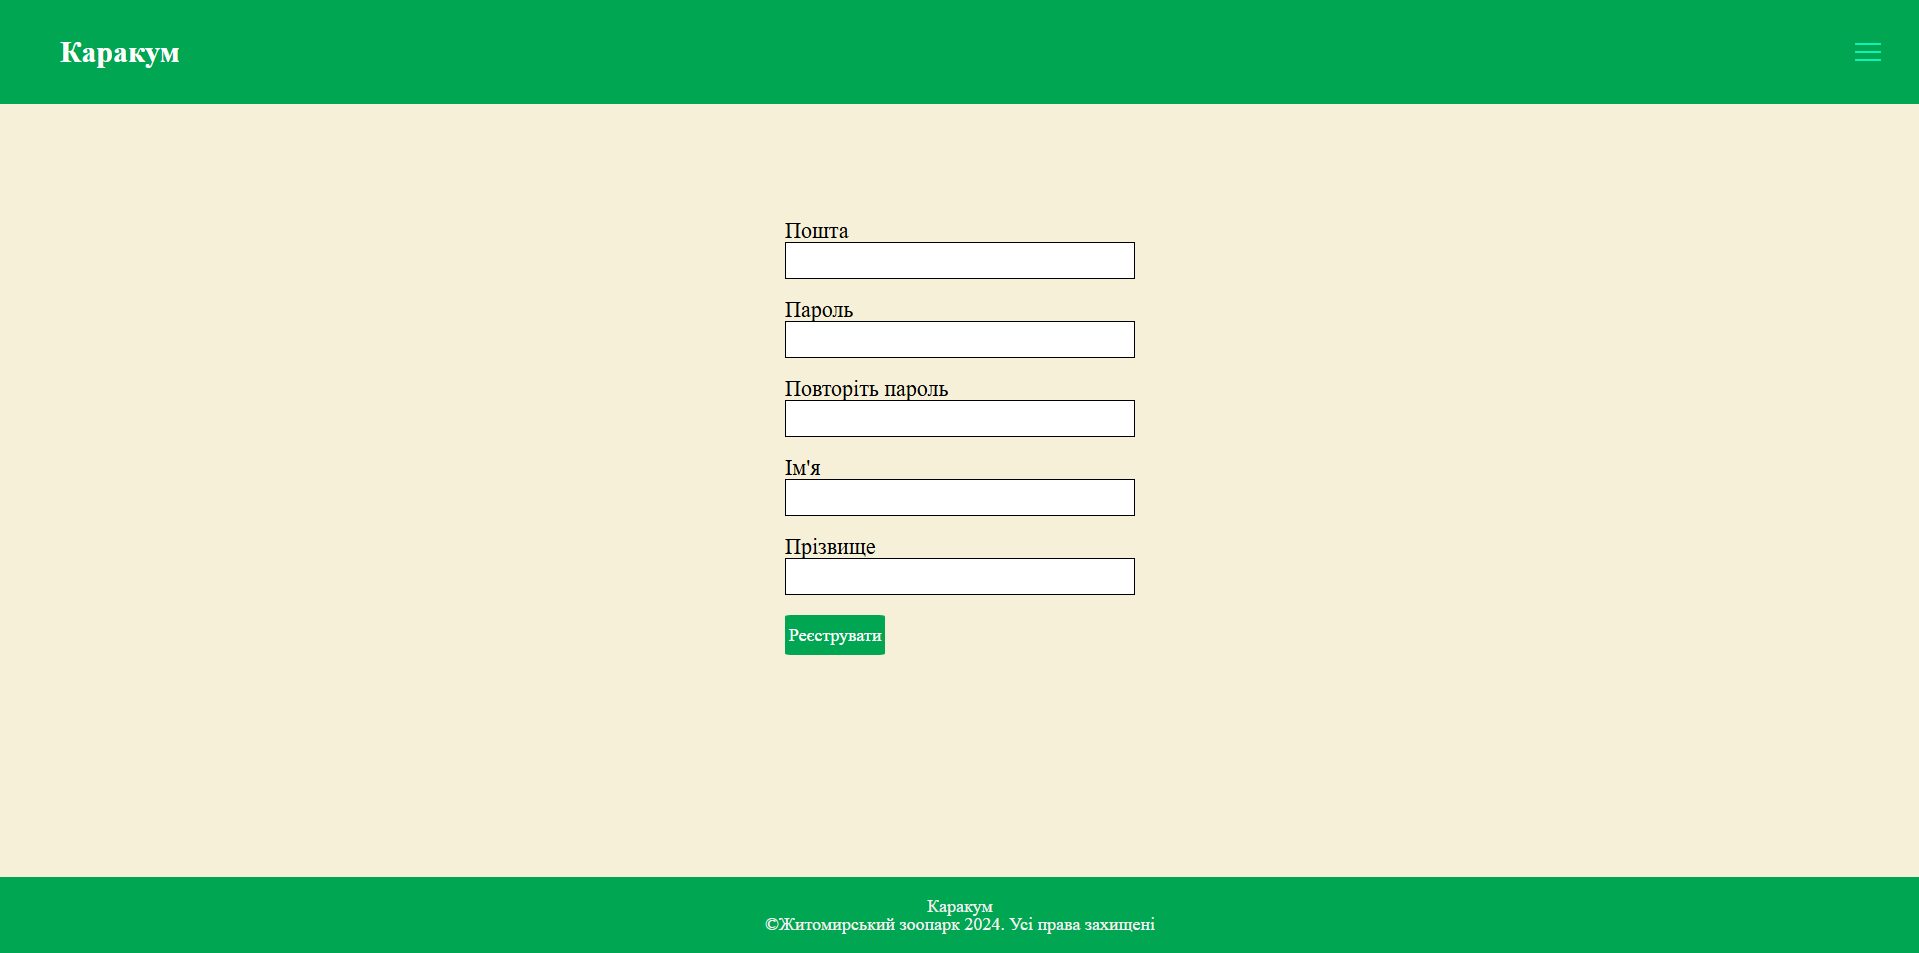 Каракум
Пошта
Пароль
Повторіть пароль
Ім'я
Прізвище
Реєструвати
Каракум
©Житомирський зоопарк 2024. Усі права захищені